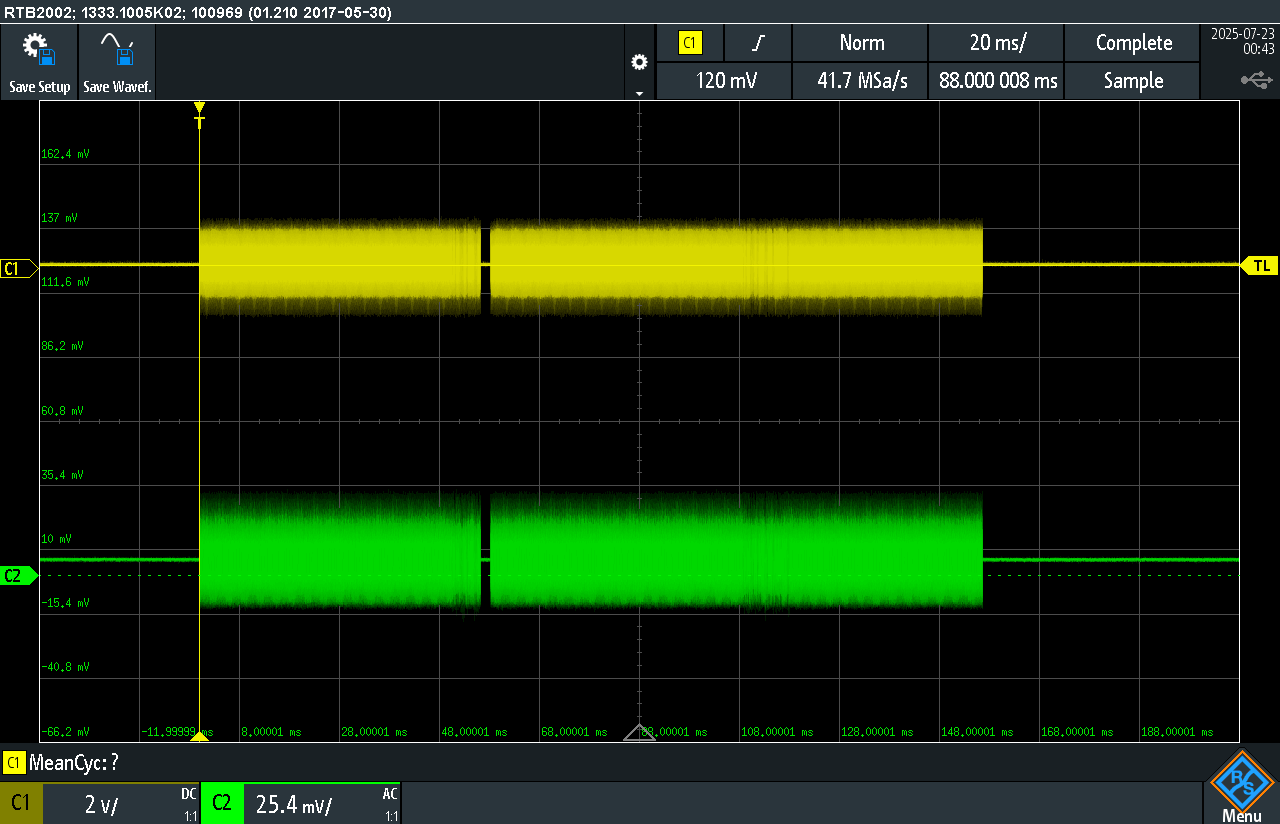 RTB2002; 1333.1005K02; 100969 (01.210 2017-05-30)
Save Setup
Save Wavef.
C1
Norm
20 ms/
Complete
2025-07-23
00:43
120 mV
41.7 MSa/s
88.000 008 ms
Sample
T
162,4 mV
137 mV
C1
TL
111,6 mV
86,2 mV
60,8 mV
35,4 mV
10 mV
C2
-15,4 mV
-40,8 mV
-66,2 mV
-11,99999 ms
8,00001 ms
28,00001 ms
48,00001 ms
68,00001 ms
88,00001 ms
108,00001 ms
128,00001 ms
148,00001 ms
168,00001 ms
188,00001 ms
C1 MeanCyc: ?
C1
2 V/
DC
1:1
C2
25.4 mV/
AC
1:1
R
S
Menu